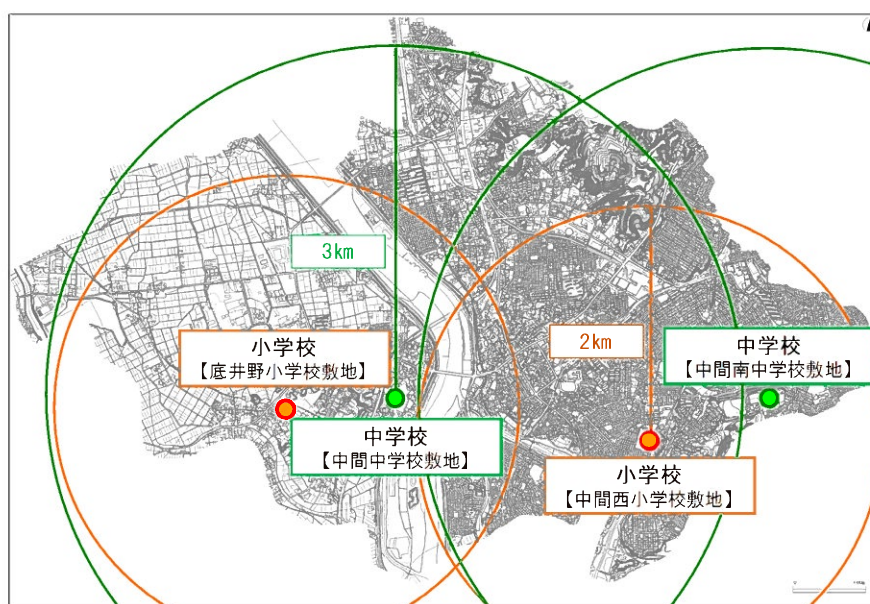 3km
2km
小学校
【底井野小学校敷地】
中学校
【中間南中学校敷地】
中学校
【中間中学校敷地】
小学校
【中間西小学校敷地】